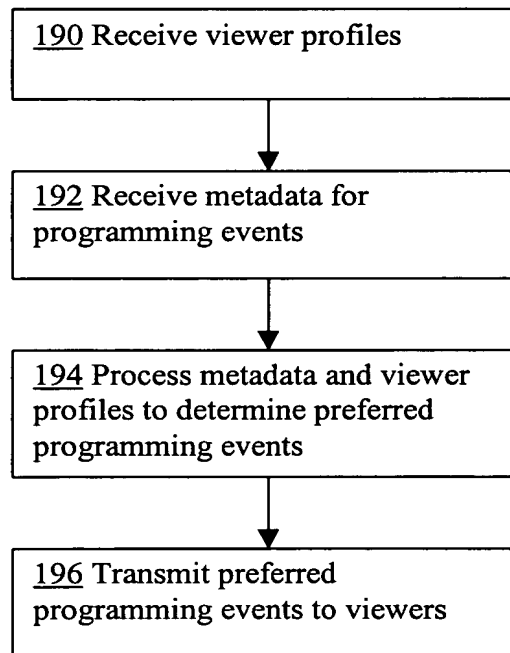 190 Receive viewer profiles
192 Receive metadata for
programming events
194 Process metadata and viewer
profiles to determine preferred
programming events
196 Transmit preferred
programming events to viewers